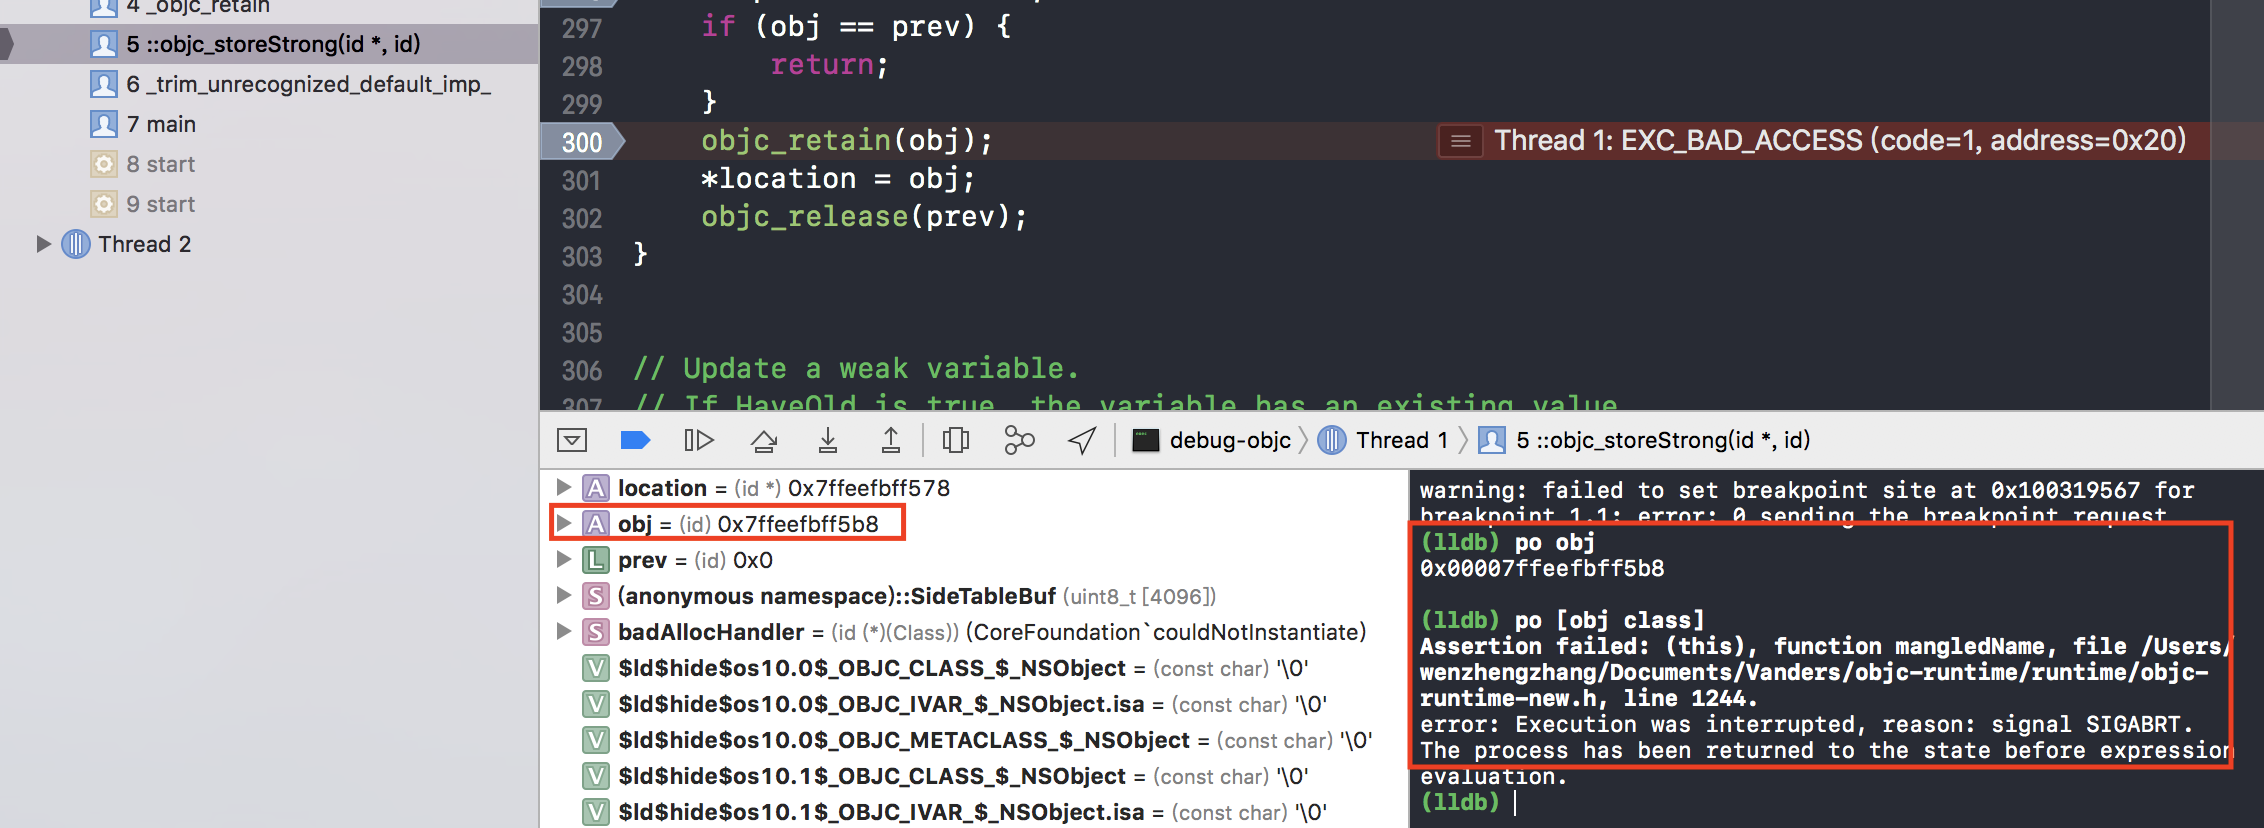 4 _objc_retain
5 ::objc_storeStrong(id *, id)
6 _trim_unrecognized_default_imp_
7 main
8 start
9 start
Thread 2
297 if (obj == prev) {
298 return;
299 }
300 objc_retain(obj); Thread 1: EXC_BAD_ACCESS (code=1, address=0x20)
301 *location = obj;
302 objc_release(prev);
303 }
304
305
306 // Update a weak variable.
307 // If HaveOld is true, the variable has an existing value
debug-objc Thread 1 5 ::objc_storeStrong(id *, id)
A location = (id *) 0x7ffeefbff578
A obj = (id) 0x7ffeefbff5b8
L prev = (id) 0x0
S (anonymous namespace)::SideTableBuf (uint8_t [4096])
S badAllocHandler = (id (*)(Class)) (CoreFoundation`couldNotInstantiate)
V $ld$hide$os10.0$_OBJC_CLASS_$_NSObject = (const char) '\0'
V $ld$hide$os10.0$_OBJC_IVAR_$_NSObject.isa = (const char) '\0'
V $ld$hide$os10.0$_OBJC_METACLASS_$_NSObject = (const char) '\0'
V $ld$hide$os10.1$_OBJC_CLASS_$_NSObject = (const char) '\0'
V $ld$hide$os10.1$_OBJC_IVAR_$_NSObject.isa = (const char) '\0'
warning: failed to set breakpoint site at 0x100319567 for
breakpoint 1.1: error: 0 sending the breakpoint request
(lldb) po obj
0x00007ffeefbff5b8
(lldb) po [obj class]
Assertion failed: (this), function mangledName, file /Users/
wenzhengzhang/Documents/Vanders/objc-runtime/runtime/objc-
runtime-new.h, line 1244.
error: Execution was interrupted, reason: signal SIGABRT.
The process has been returned to the state before expression
evaluation.
(lldb)